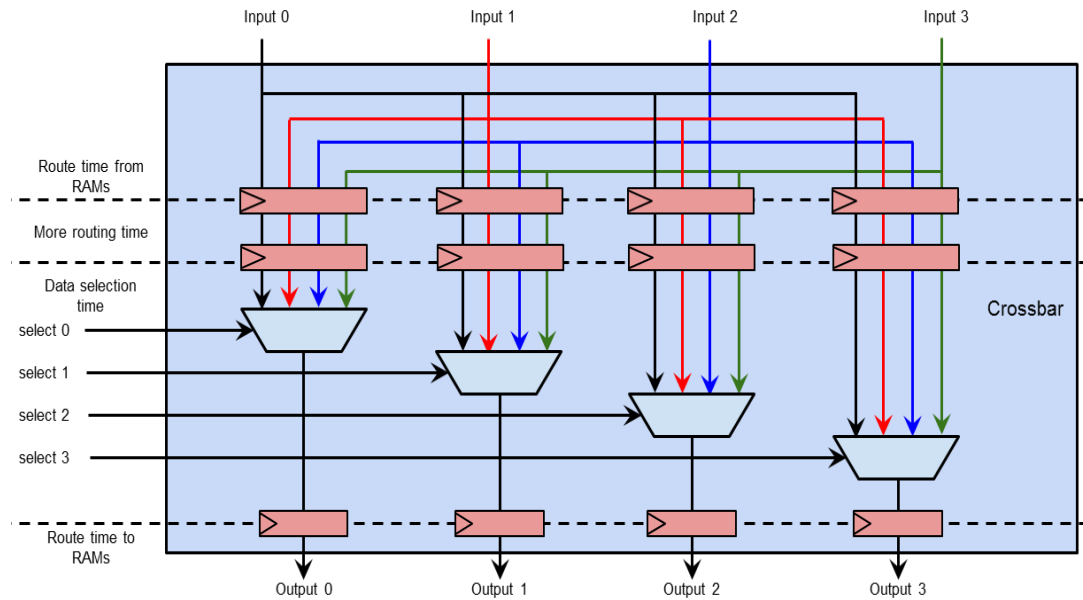 Input 0
Input 1
Input 2
Input 3
Route time from
RAMs
More routing time
Data selection
time
Crossbar
select 0
select 1
select 2
select 3
Route time to
RAMs
Output 0
Output 1
Output 2
Output 3